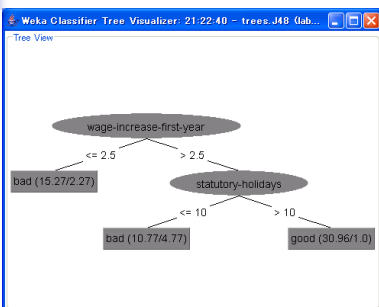 Weka Classifier Tree Visualizer: 21:22:40 - trees.J48 (lab...
Tree View
wage-increase-first-year
<= 2.5 > 2.5
bad (15.27/2.27)
statutory-holidays
<= 10 > 10
bad (10.77/4.77) good (30.96/1.0)